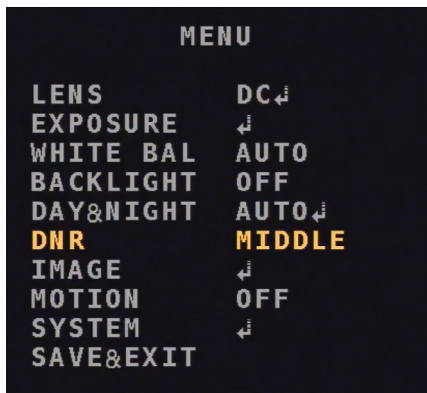 MENU
LENS DC↲
EXPOSURE ↲
WHITE BAL AUTO
BACKLIGHT OFF
DAY&NIGHT AUTO↲
DNR MIDDLE
IMAGE ↲
MOTION OFF
SYSTEM ↲
SAVE&EXIT